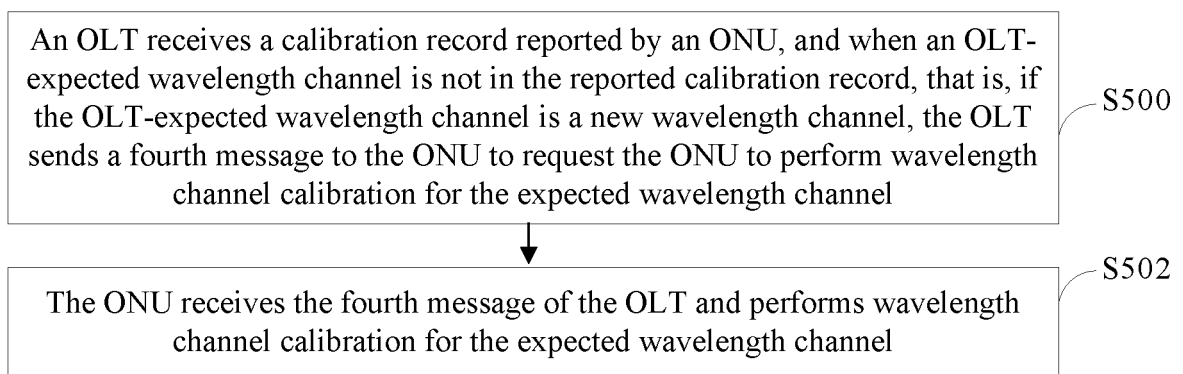 An OLT receives a calibration record reported by an ONU, and when an OLT-
expected wavelength channel is not in the reported calibration record, that is, if
the OLT-expected wavelength channel is a new wavelength channel, the OLT
sends a fourth message to the ONU to request the ONU to perform wavelength
channel calibration for the expected wavelength channel
S500
The ONU receives the fourth message of the OLT and performs wavelength
channel calibration for the expected wavelength channel
S502